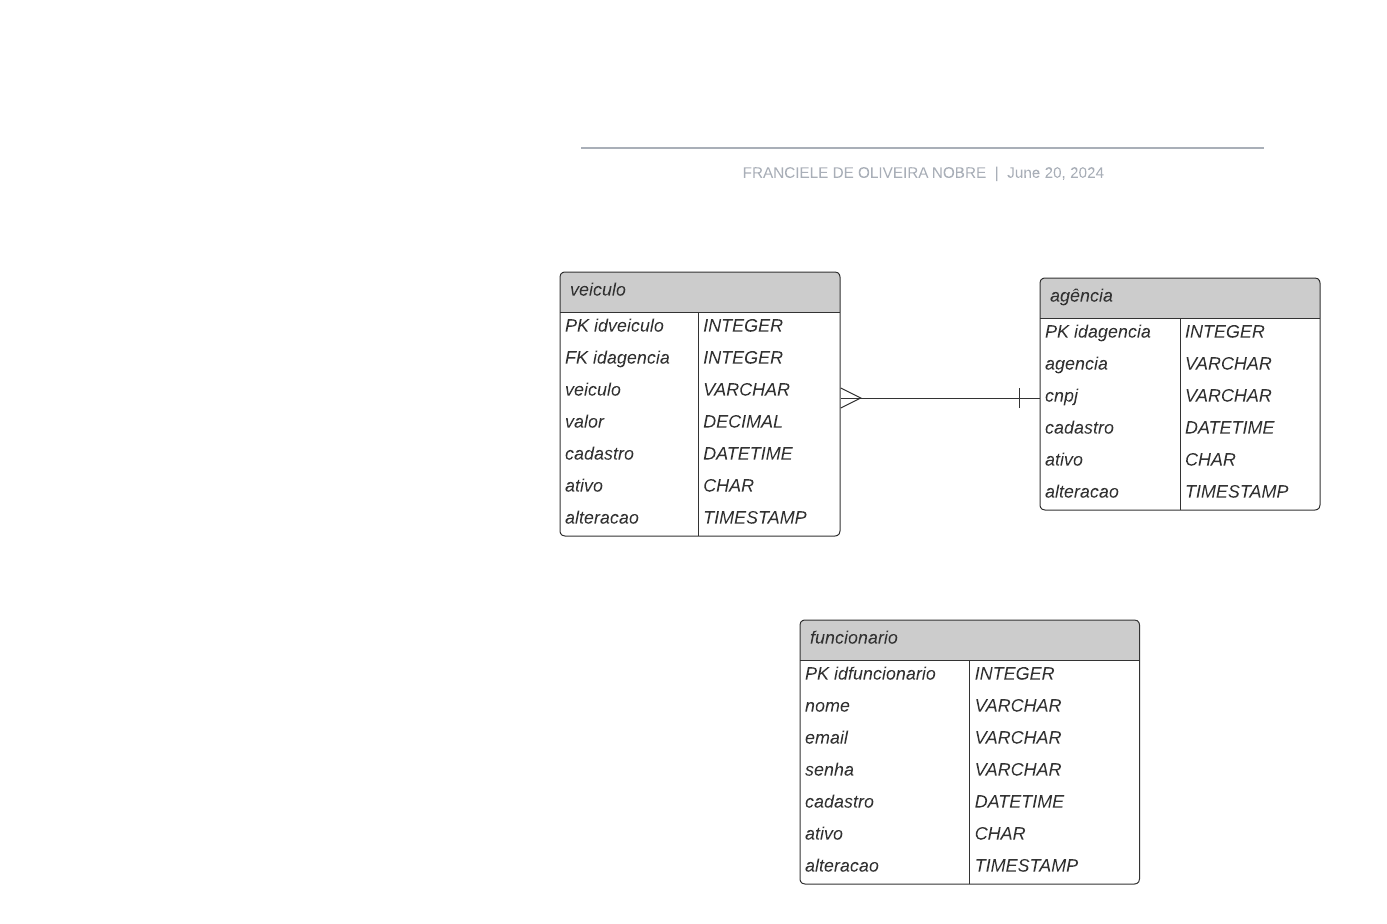 FRANCIELE DE OLIVEIRA NOBRE | June 20, 2024
veiculo
PK idveiculo INTEGER
FK idagencia INTEGER
veiculo VARCHAR
valor DECIMAL
cadastro DATETIME
ativo CHAR
alteracao TIMESTAMP
agência
PK idagencia INTEGER
agencia VARCHAR
cnpj VARCHAR
cadastro DATETIME
ativo CHAR
alteracao TIMESTAMP
funcionario
PK idfuncionario INTEGER
nome VARCHAR
email VARCHAR
senha VARCHAR
cadastro DATETIME
ativo CHAR
alteracao TIMESTAMP